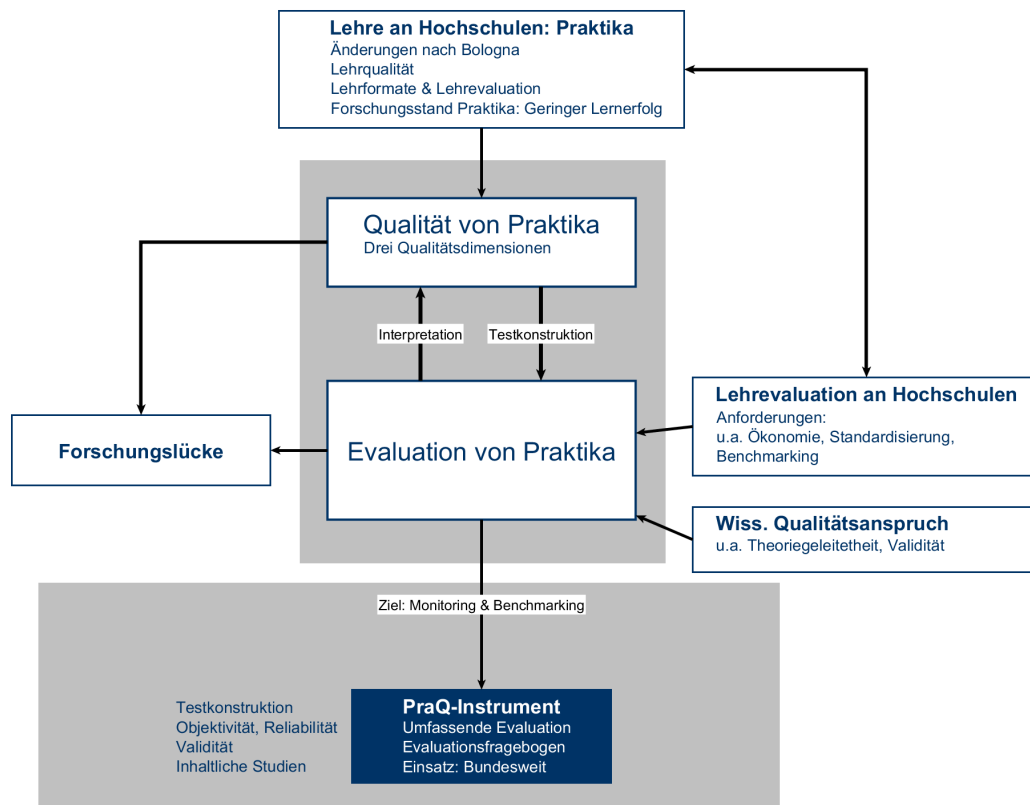 Lehre an Hochschulen: Praktika
Änderungen nach Bologna
Lehrqualität
Lehrformate & Lehrevaluation
Forschungsstand Praktika: Geringer Lernerfolg
Qualität von Praktika
Drei Qualitätsdimensionen
Interpretation
Testkonstruktion
Forschungslücke
Evaluation von Praktika
Lehrevaluation an Hochschulen
Anforderungen:
u.a. Ökonomie, Standardisierung,
Benchmarking
Wiss. Qualitätsanspruch
u.a. Theoriegeleitetheit, Validität
Ziel: Monitoring & Benchmarking
Testkonstruktion
Objektivität, Reliabilität
Validität
Inhaltliche Studien
PraQ-Instrument
Umfassende Evaluation
Evaluationsfragebogen
Einsatz: Bundesweit